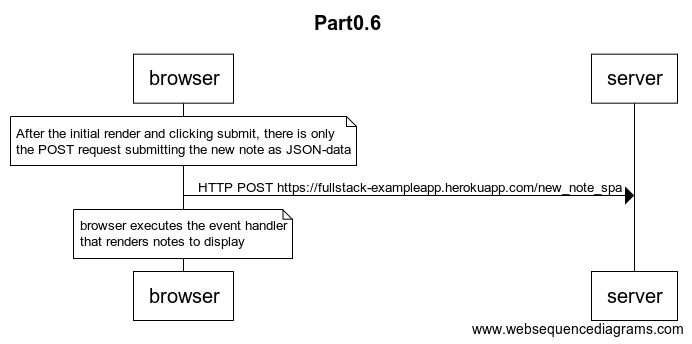 Part0.6
browser
server
After the initial render and clicking submit, there is only
the POST request submitting the new note as JSON-data
HTTP POST https://fullstack-exampleapp.herokuapp.com/new_note_spa
browser executes the event handler
that renders notes to display
browser
server
www.websequencediagrams.com